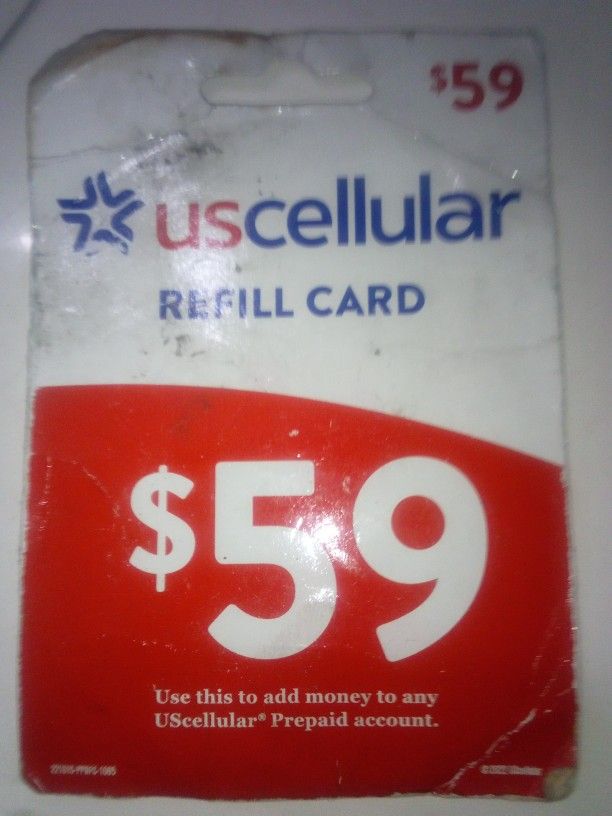 $59
uscellular
REFILL CARD
$59
Use this to add money to any
UScellular® Prepaid account.